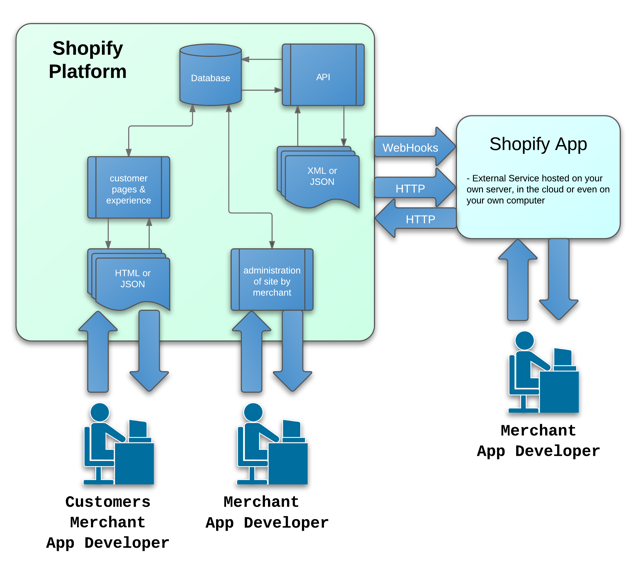 Shopify
Platform
Database
API
customer
pages &
experience
XML or
JSON
HTML or
JSON
administration
of site by
merchant
WebHooks
HTTP
HTTP
Shopify App
- External Service hosted on your
own server, in the cloud or even on
your own computer
Merchant
App Developer
Customers
Merchant
App Developer
Merchant
App Developer